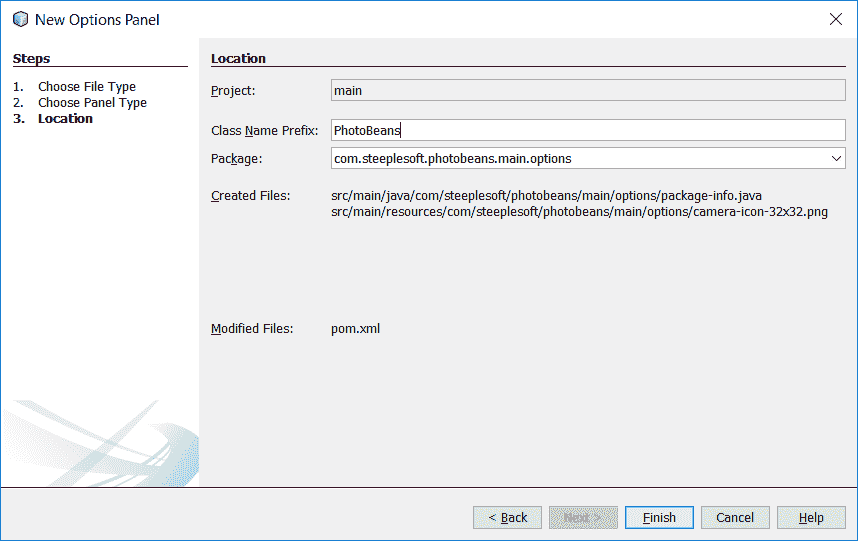 New Options Panel
Steps
1. Choose File Type
2. Choose Panel Type
3. Location
Location
Project: main
Class Name Prefix: PhotoBeans
Package: com.steeplesoft.photobeans.main.options
Created Files: src/main/java/com/steeplesoft/photobeans/main/options/package-info.java
src/main/resources/com/steeplesoft/photobeans/main/options/camera-icon-32x32.png
Modified Files: pom.xml
< Back Next > Finish Cancel Help